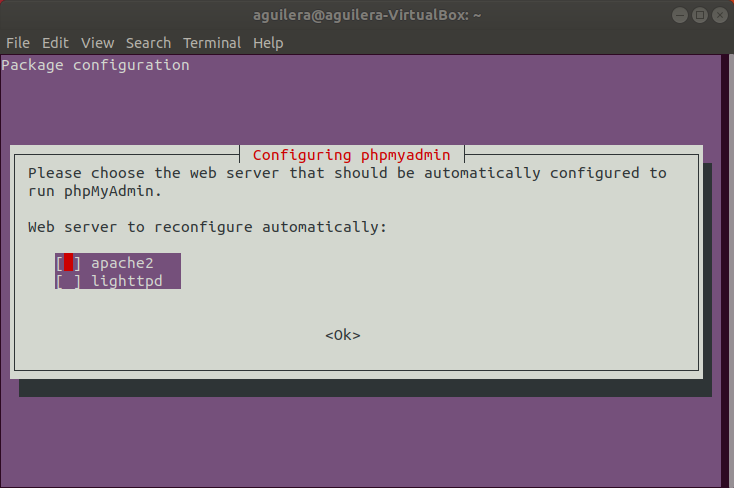 aguilera@aguilera-VirtualBox: ~
File Edit View Search Terminal Help
Package configuration
Configuring phpmyadmin
Please choose the web server that should be automatically configured to
run phpMyAdmin.
Web server to reconfigure automatically:
[ ] apache2
[ ] lighttpd
<Ok>